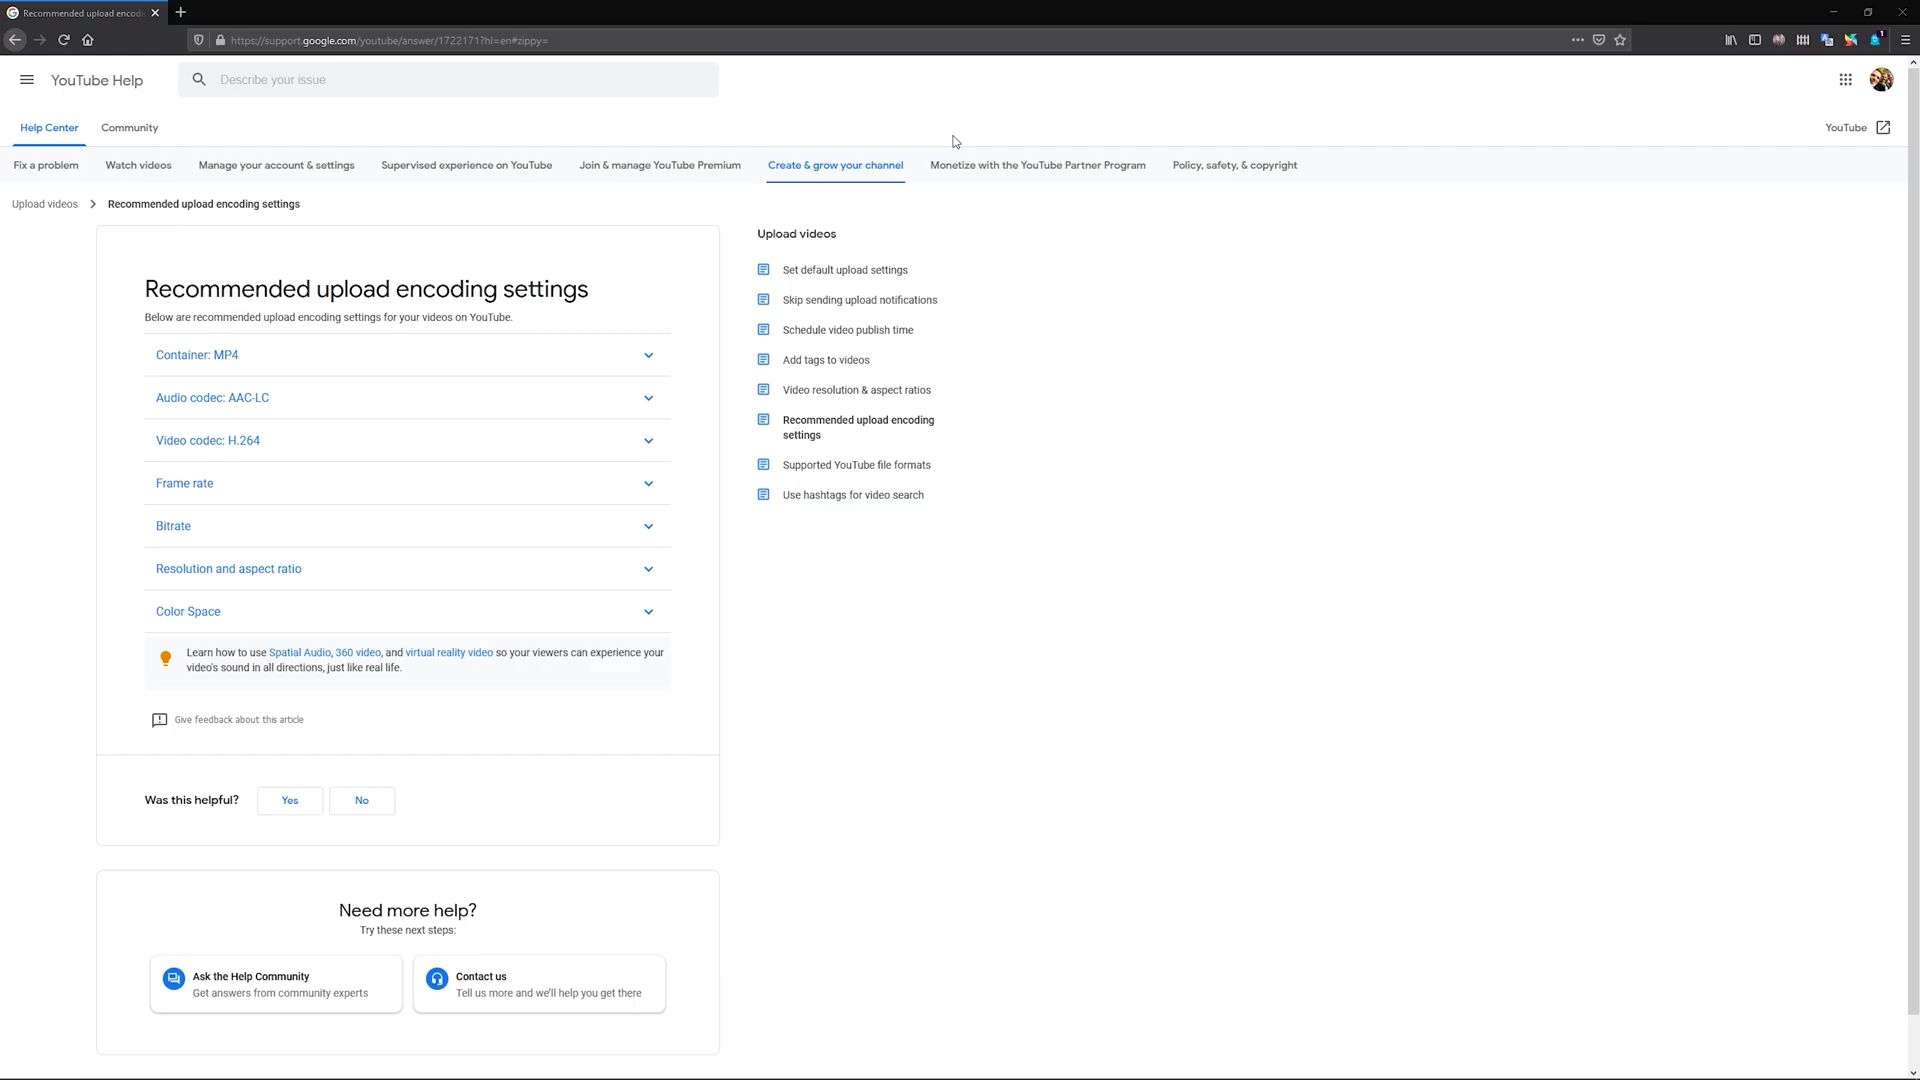 Recommended upload encodi
https://support.google.com/youtube/answer/1722171?hl=en#zippy=
1
YouTube Help
Describe your issue
Help Center
Community
YouTube
Fix a problem
Watch videos
Manage your account & settings
Supervised experience on YouTube
Join & manage YouTube Premium
Create & grow your channel
Monetize with the YouTube Partner Program
Policy, safety, & copyright
Upload videos
Recommended upload encoding settings
Recommended upload encoding settings
Below are recommended upload encoding settings for your videos on YouTube.
Container: MP4
Audio codec: AAC-LC
Video codec: H.264
Frame rate
Bitrate
Resolution and aspect ratio
Color Space
Learn how to use Spatial Audio, 360 video, and virtual reality video so your viewers can experience your
video's sound in all directions, just like real life.
Give feedback about this article
Was this helpful?
Yes
No
Upload videos
Set default upload settings
Skip sending upload notifications
Schedule video publish time
Add tags to videos
Video resolution & aspect ratios
Recommended upload encoding
settings
Supported YouTube file formats
Use hashtags for video search
Need more help?
Try these next steps:
Ask the Help Community
Get answers from community experts
Contact us
Tell us more and we'll help you get there